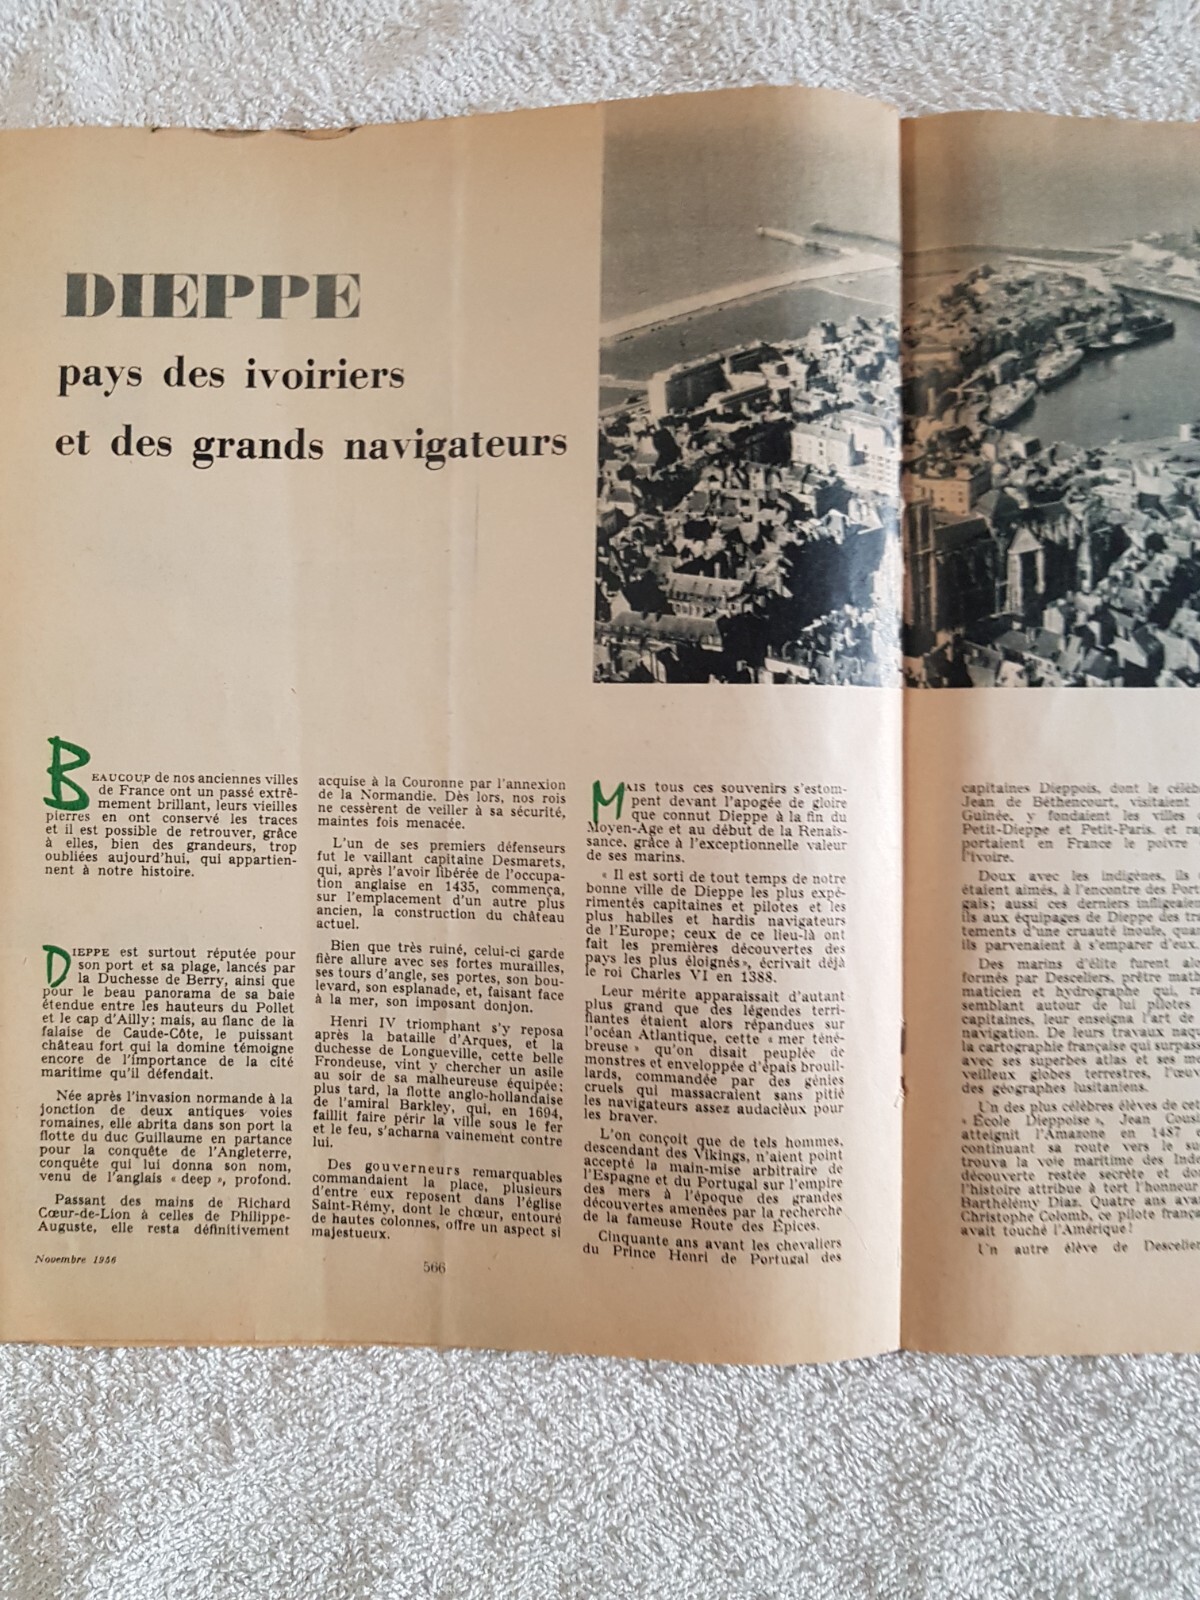 DIEPPE
pays des ivoiriers
et des grands navigateurs
BEAUCOUP de nos anciennes villes
de France ont un passé extrê-
mement brillant, leurs vieilles
pierres en ont conservé les traces
et il est possible de retrouver, grâce
à elles, bien des grandeurs, trop
oubliées aujourd'hui, qui appartien-
nent à notre histoire.
DIEPPE est surtout réputée pour
son port et sa plage, lancés par
la Duchesse de Berry, ainsi que
pour le beau panorama de sa baie
étendue entre les hauteurs du Pollet
et le cap d'Ailly; mais, au flanc de la
falaise de Caude-Côte, le puissant
château fort qui la domine témoigne
encore de l'importance de la cité
maritime qu'il défendait.
Née après l'invasion normande à la
jonction de deux antiques voies
romaines, elle abrita dans son port la
flotte du duc Guillaume en partance
pour la conquête de l'Angleterre,
conquête qui lui donna son nom,
venu de l'anglais « deep », profond.
Passant des mains de Richard
Cœur-de-Lion à celles de Philippe-
Auguste, elle resta définitivement
acquise à la Couronne par l'annexion
de la Normandie. Dès lors, nos rois
ne cessèrent de veiller à sa sécurité,
maintes fois menacée.
L'un de ses premiers défenseurs
fut le vaillant capitaine Desmarets,
qui, après l'avoir libérée de l'occupa-
tion anglaise en 1435, commença,
sur l'emplacement d'un autre plus
ancien, la construction du château
actuel.
Bien que très ruiné, celui-ci garde
fière allure avec ses fortes murailles,
ses tours d'angle, ses portes, son bou-
levard, son esplanade, et, faisant face
à la mer, son imposant donjon.
Henri IV triomphant s'y reposa
après la bataille d'Arques, et la
duchesse de Longueville, cette belle
Frondeuse, vint y chercher un asile
au soir de sa malheureuse équipée;
plus tard, la flotte anglo-hollandaise
de l'amiral Barkley, qui, en 1694,
faillit faire périr la ville sous le fer
et le feu, s'acharna vainement contre
lui.
Des gouverneurs remarquables
commandaient la place, plusieurs
d'entre eux reposent dans l'église
Saint-Rémy, dont le chœur, entouré
de hautes colonnes, offre un aspect si
majestueux.
MAIS tous ces souvenirs s'estom-
pent devant l'apogée de gloire
que connut Dieppe à la fin du
Moyen-Age et au début de la Renais-
sance, grâce à l'exceptionnelle valeur
de ses marins.
« Il est sorti de tout temps de notre
bonne ville de Dieppe les plus expé-
rimentés capitaines et pilotes et les
plus habiles et hardis navigateurs
de l'Europe; ceux de ce lieu-là ont
fait les premières découvertes des
pays les plus éloignés », écrivait déjà
le roi Charles VI en 1388.
Leur mérite apparaissait d'autant
plus grand que des légendes terri-
fiantes étaient alors répandues sur
l'océan Atlantique, cette « mer téné-
breuse » qu'on disait peuplée de
monstres et enveloppée d'épais brouil-
lards, commandée par des génies
cruels qui massacraient sans pitié
les navigateurs assez audacieux pour
les braver.
L'on conçoit que de tels hommes,
descendant des Vikings, n'aient point
accepté la main-mise arbitraire de
l'Espagne et du Portugal sur l'empire
des mers à l'époque des grandes
découvertes amenées par la recherche
de la fameuse Route des Épices.
Cinquante ans avant les chevaliers
du Prince Henri de Portugal des
capitaines Dieppois, dont le célèb
Jean de Béthencourt, visitaient
Guinée, y fondaient les villes
Petit-Dieppe et Petit-Paris, et ra
portaient en France le poivre
l'ivoire.
Doux avec les indigènes, ils
étaient aimés, à l'encontre des Port
gais; aussi ces derniers infligeaien
ils aux équipages de Dieppe des tra
tements d'une cruauté inouïe, quan
ils parvenaient à s'emparer d'eux.
Des marins d'élite furent alo
formés par Desceliers, prêtre mathé
maticien et hydrographe qui, ra
semblant autour de lui pilotes
capitaines, leur enseigna l'art de
navigation. De leurs travaux naq
la cartographie française qui surpass
avec ses superbes atlas et ses me
veilleux globes terrestres, l'œuv
des géographes lusitaniens.
Un des plus célèbres élèves de cet
« École Dieppoise », Jean Cousi
atteignit l'Amazone en 1487
continuant sa route vers le su
trouva la voie maritime des Inde
découverte restée secrète et do
l'histoire attribue à tort l'honneur
Barthélémy Diaz. Quatre ans ava
Christophe Colomb, ce pilote frança
avait touché l'Amérique!
Un autre élève de Descelier
Novembre 1956
566